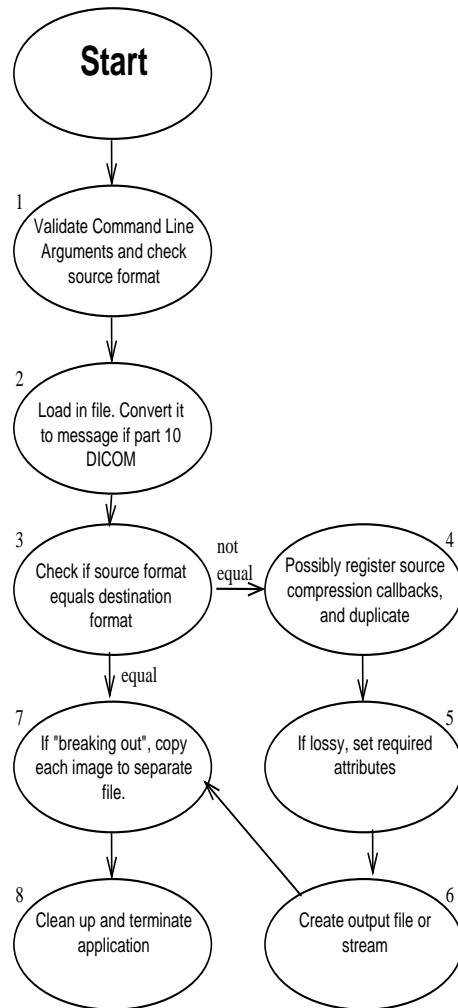 Start
1
Validate Command Line
Arguments and check
source format
2
Load in file. Convert it
to message if part 10
DICOM
3
Check if source format
equals destination
format
not
equal
4
Possibly register source
compression callbacks,
and duplicate
equal
5
If lossy, set required
attributes
6
Create output file or
stream
7
If "breaking out", copy
each image to separate
file.
8
Clean up and terminate
application